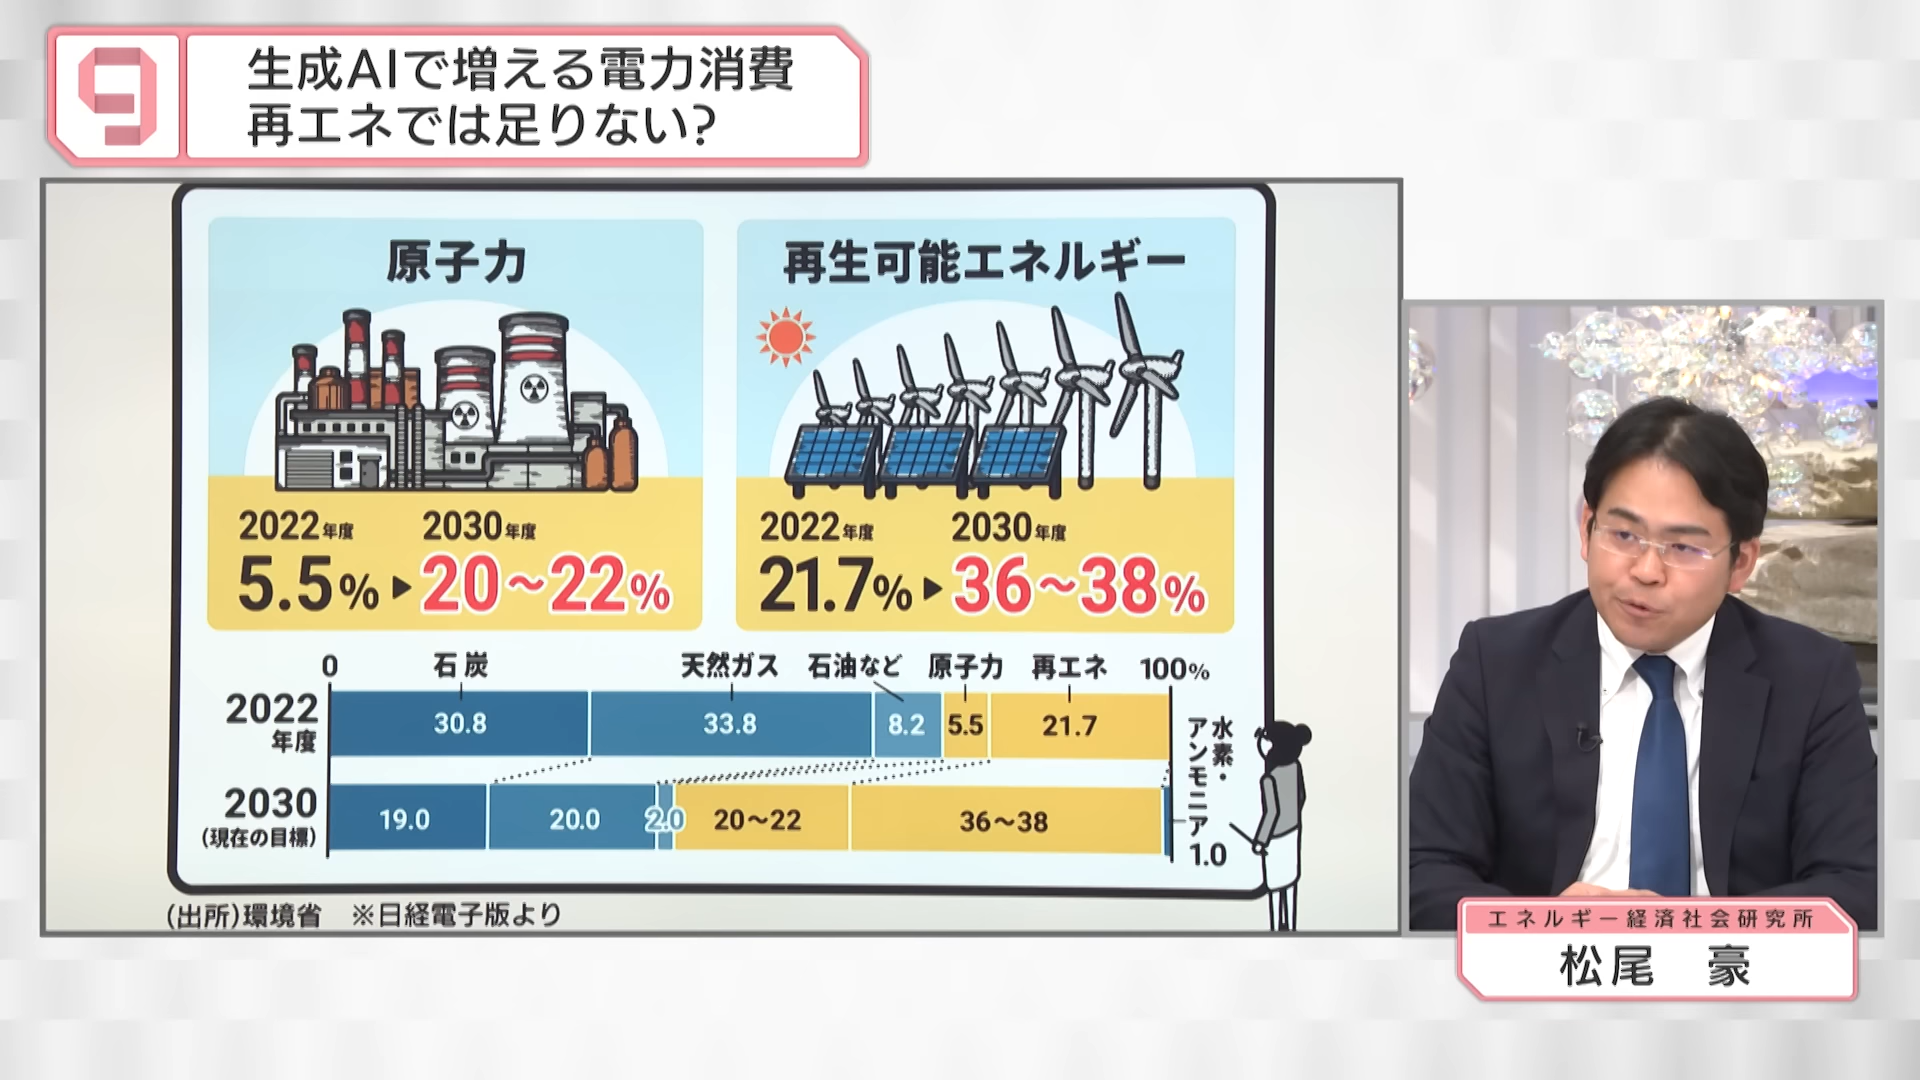 9
生成AIで増える電力消費
再エネでは足りない?
原子力
2022年度 2030年度
5.5% ▶ 20~22%
再生可能エネルギー
2022年度 2030年度
21.7% ▶ 36~38%
0 石炭 天然ガス 石油など 原子力 再エネ 100%
2022年度 30.8 33.8 8.2 5.5 21.7
2030(現在の目標) 19.0 20.0 2.0 20~22 36~38
水素・アンモニア 1.0
(出所)環境省 ※日経電子版より
エネルギー経済社会研究所
松尾 豪